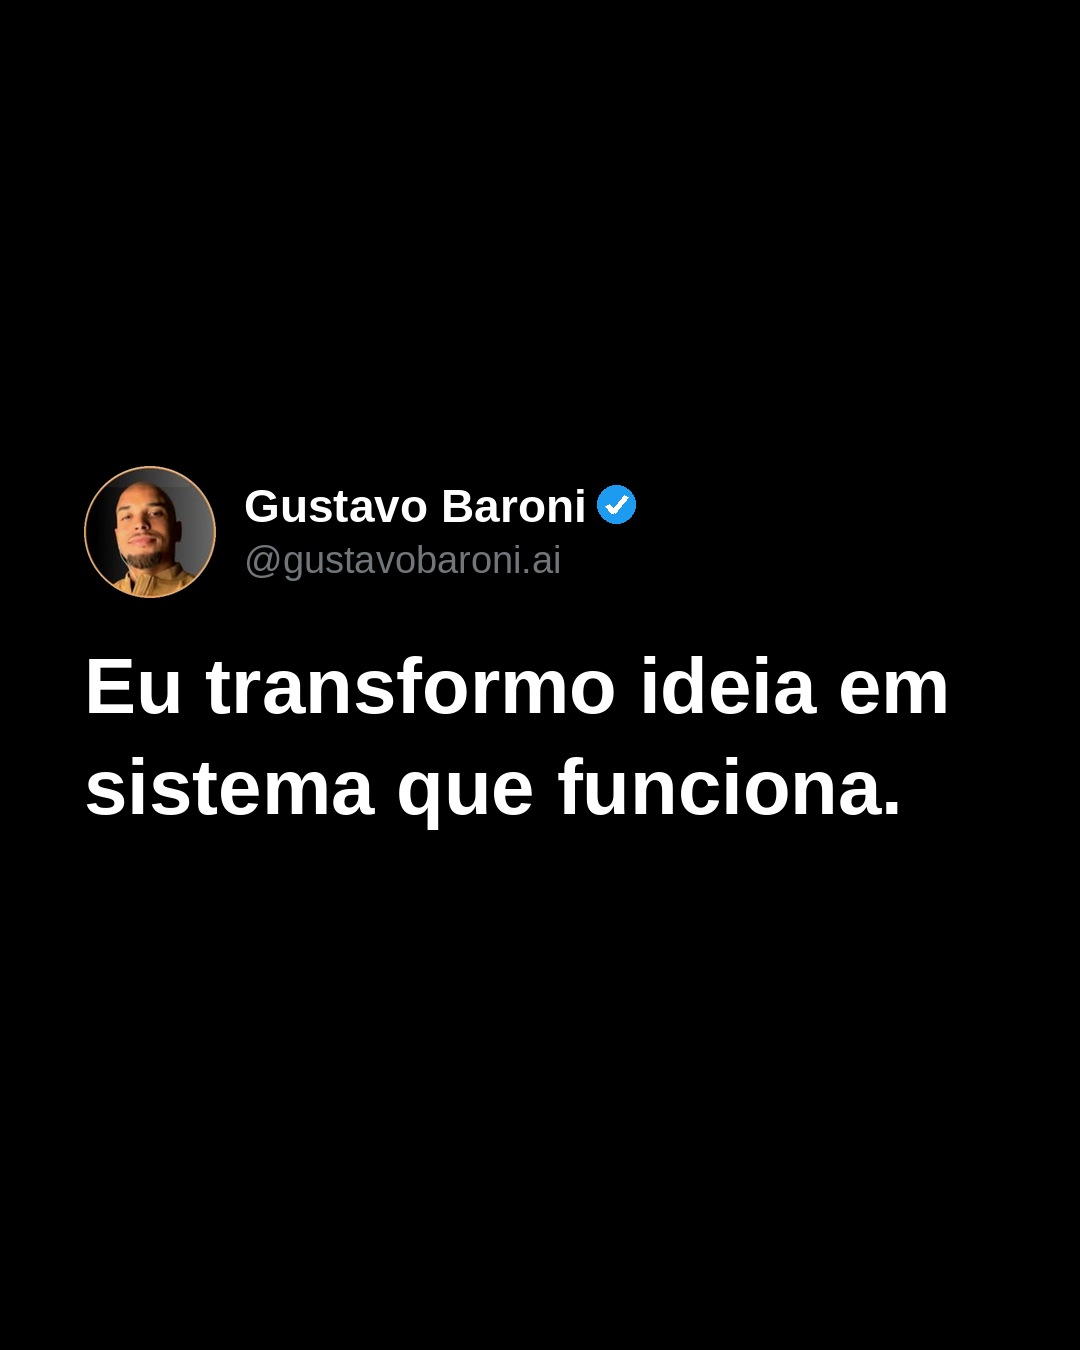 Gustavo Baroni
@gustavobaroni.ai
Eu transformo ideia em
sistema que funciona.